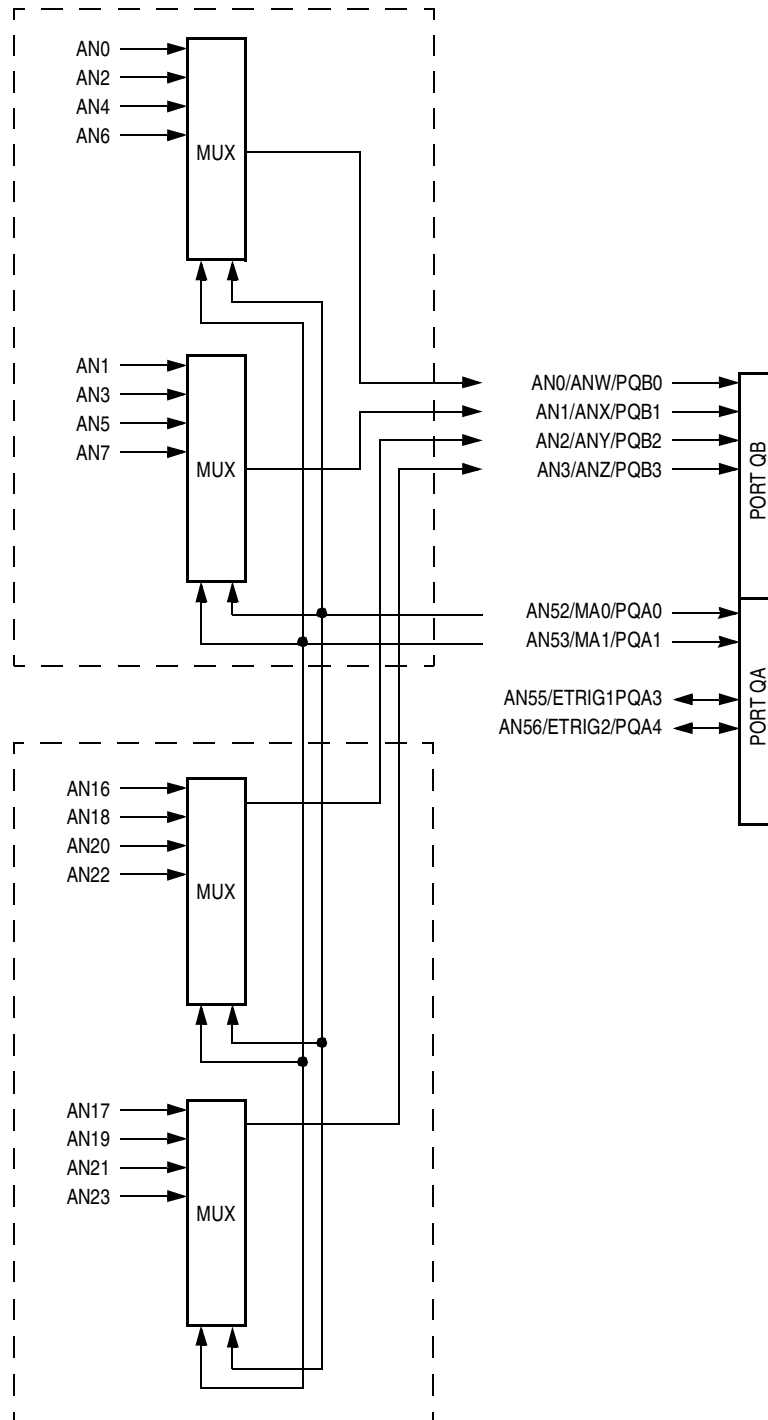 AN0
AN2
AN4
AN6
MUX
AN1
AN3
AN5
AN7
MUX
AN0/ANW/PQB0
AN1/ANX/PQB1
AN2/ANY/PQB2
AN3/ANZ/PQB3
PORT QB
AN52/MA0/PQA0
AN53/MA1/PQA1
AN55/ETRIG1PQA3
AN56/ETRIG2/PQA4
PORT QA
AN16
AN18
AN20
AN22
MUX
AN17
AN19
AN21
AN23
MUX